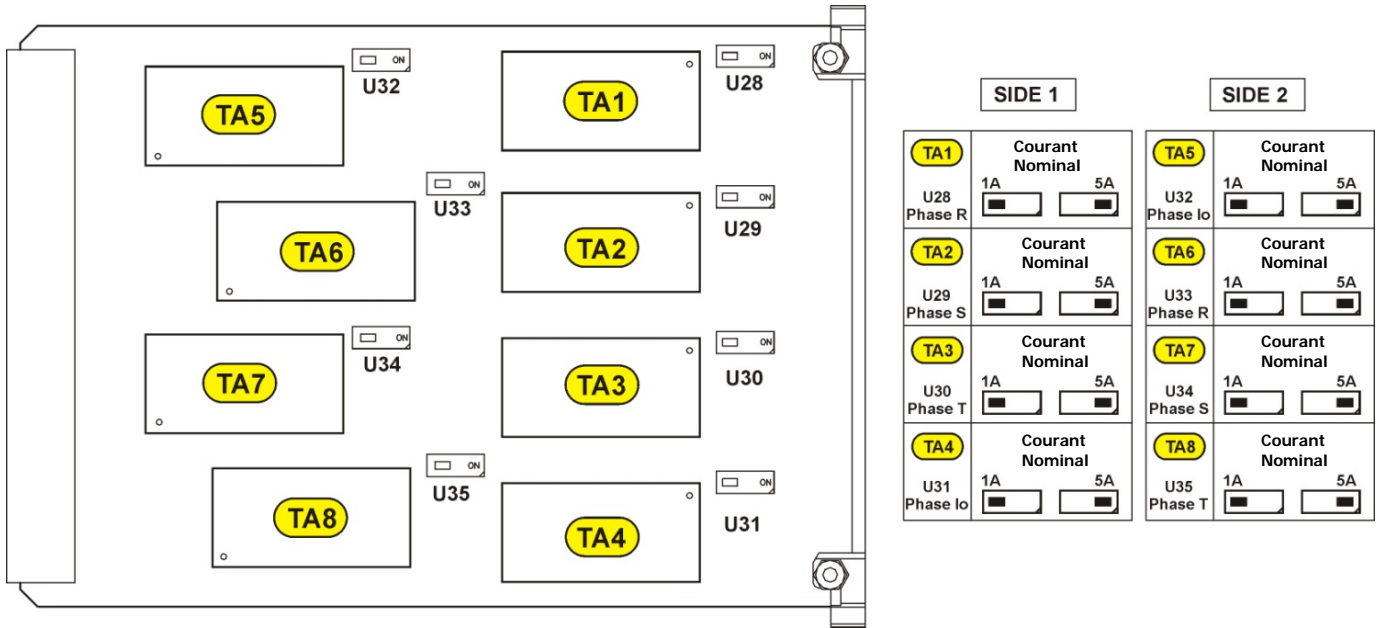 U32 ON
TA5
U33 ON
TA6
U34 ON
TA7
U35 ON
TA8
TA1
U28 ON
TA2
U29 ON
TA3
U30 ON
TA4
U31 ON
SIDE 1
TA1
Courant
Nominal
1A 5A
U28
Phase R
TA2
Courant
Nominal
1A 5A
U29
Phase S
TA3
Courant
Nominal
1A 5A
U30
Phase T
TA4
Courant
Nominal
1A 5A
U31
Phase Io
SIDE 2
TA5
Courant
Nominal
1A 5A
U32
Phase Io
TA6
Courant
Nominal
1A 5A
U33
Phase R
TA7
Courant
Nominal
1A 5A
U34
Phase S
TA8
Courant
Nominal
1A 5A
U35
Phase T